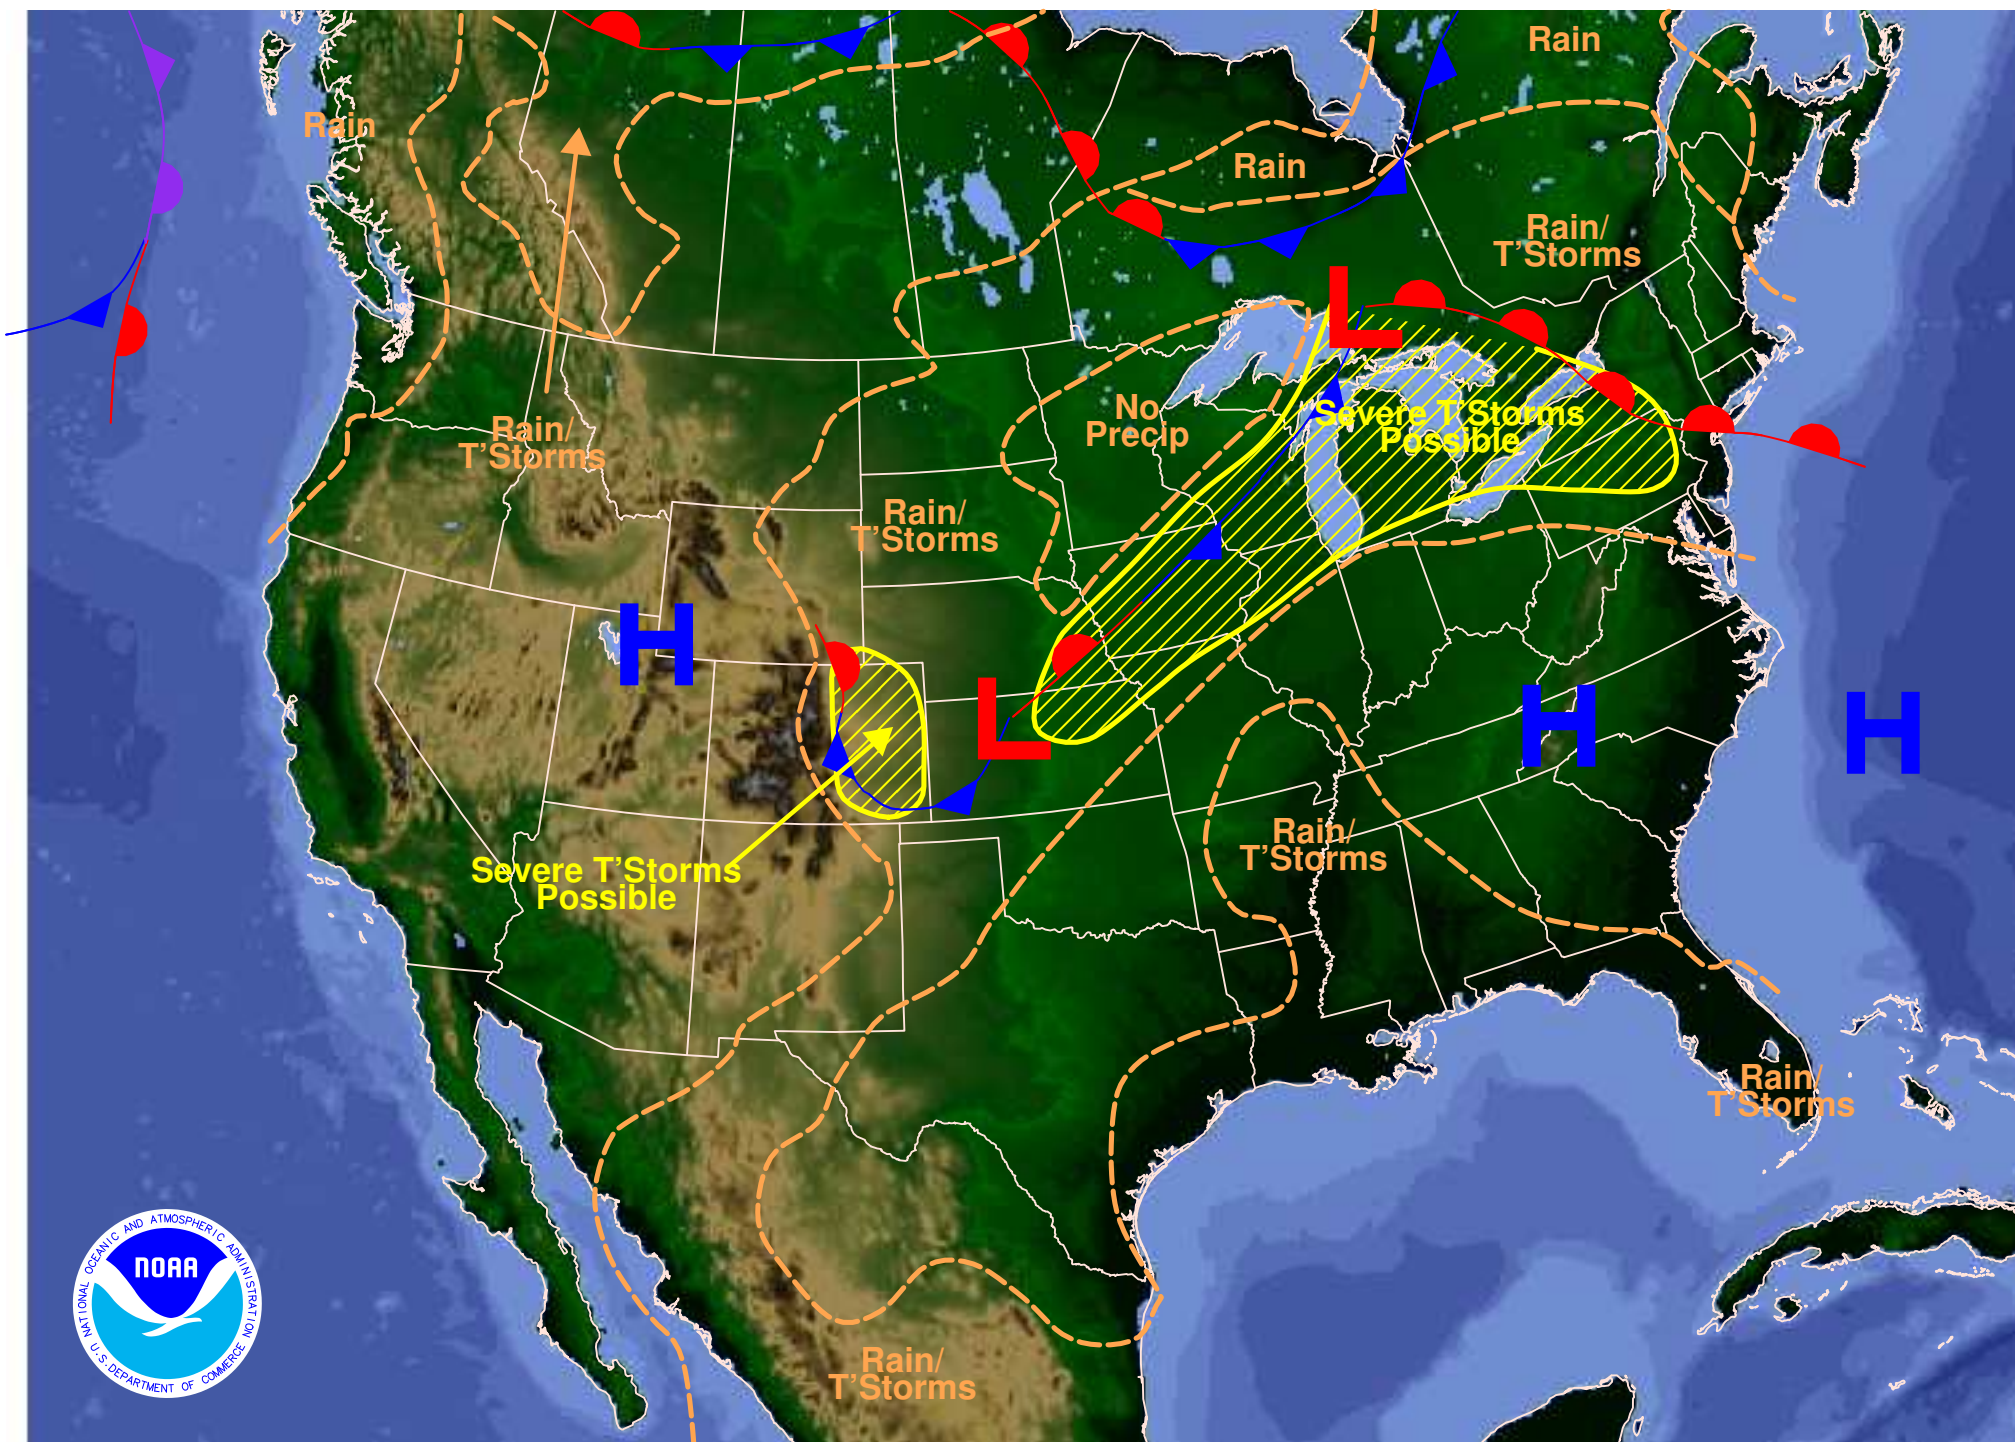 Rain
Rain
Rain
Rain/
T'Storms
No
Precip
Severe T'Storms
Possible
Rain/
T'Storms
Rain/
T'Storms
H
L
L
H
H
Rain/
T'Storms
Severe T'Storms
Possible
Rain/
T'Storms
NATIONAL OCEANIC AND ATMOSPHERIC ADMINISTRATION
NOAA
U.S. DEPARTMENT OF COMMERCE
Rain/
T'Storms